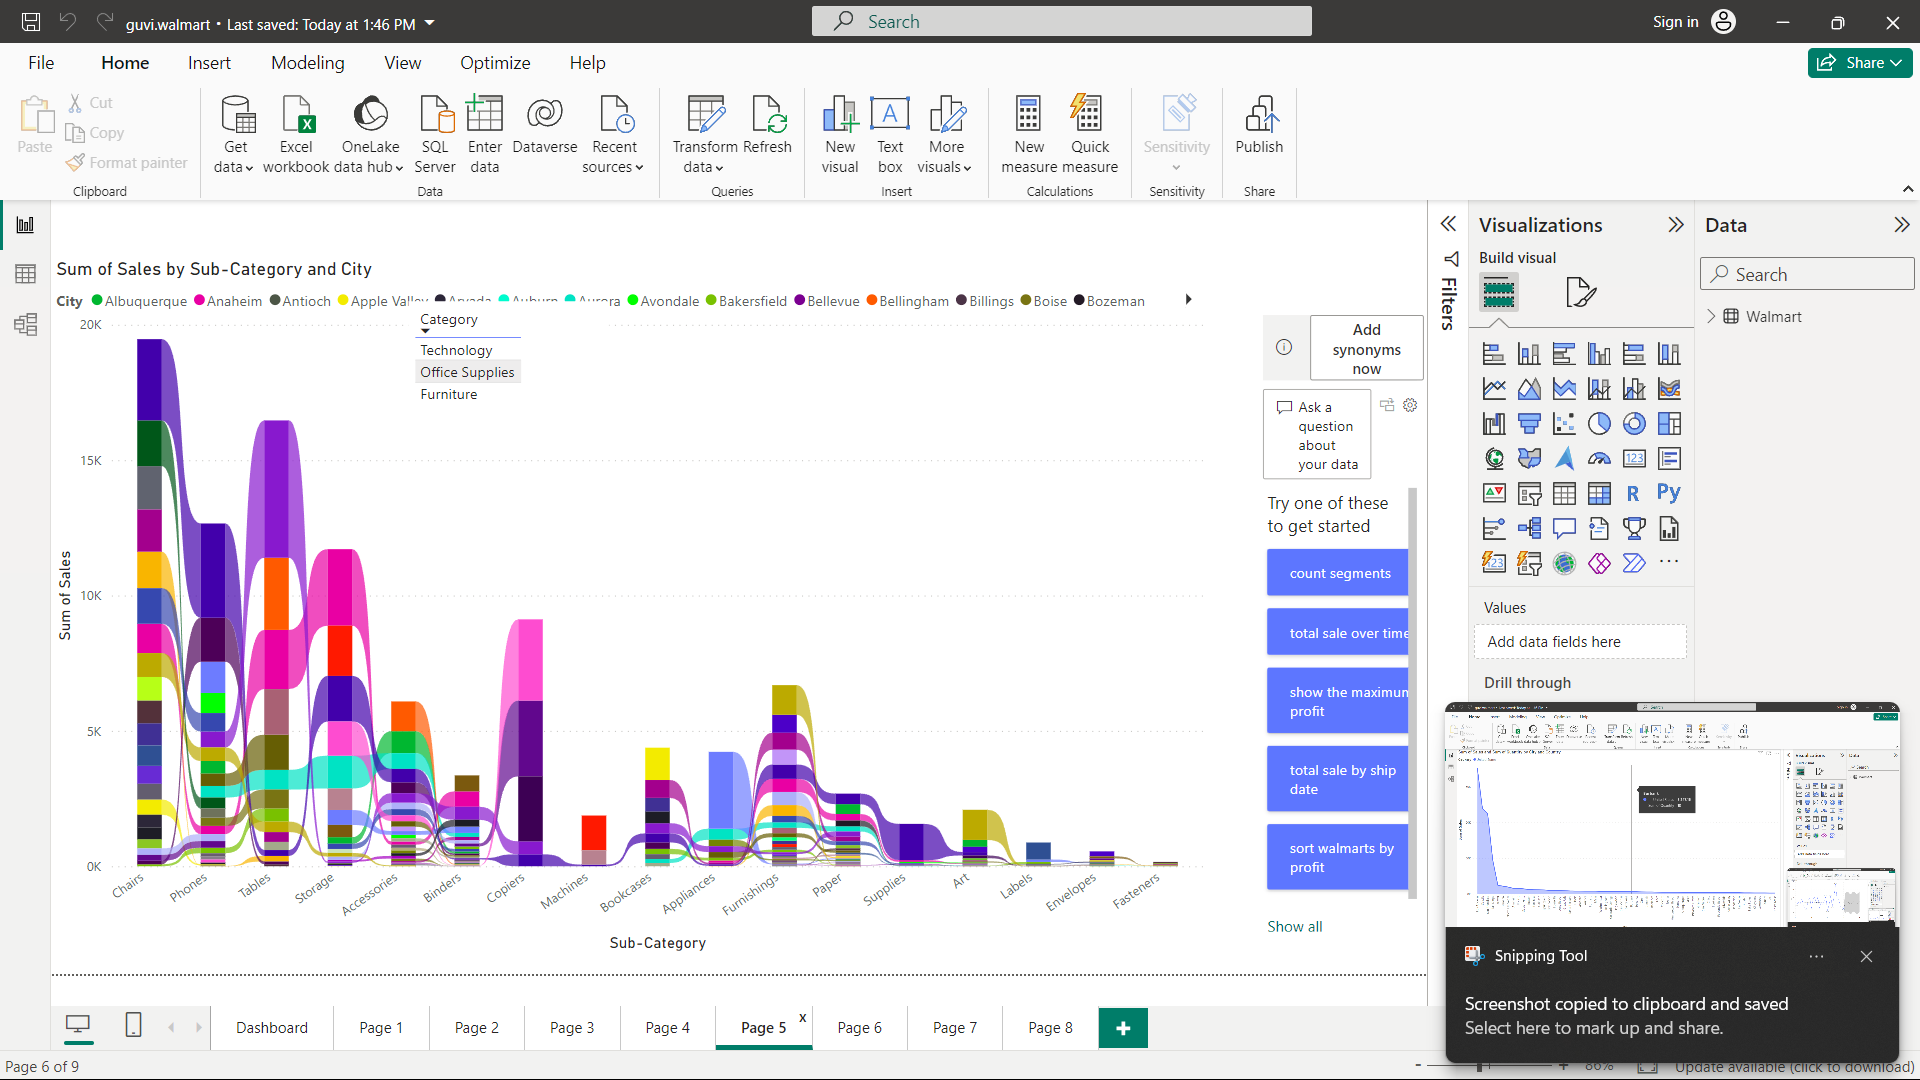 guvi.walmart • Last saved: Today at 1:46 PM
Search
Sign in
File
Home
Insert
Modeling
View
Optimize
Help
Share
Paste
Cut
Copy
Format painter
Clipboard
Get data
Excel workbook
OneLake data hub
SQL Server
Enter data
Dataverse
Recent sources
Data
Transform data
Refresh
Queries
New visual
Text box
More visuals
Insert
New measure
Quick measure
Calculations
Sensitivity
Sensitivity
Publish
Share
Sum of Sales by Sub-Category and City
City Albuquerque Anaheim Antioch Apple Valley Arvada Auburn Aurora Avondale Bakersfield Bellevue Bellingham Billings Boise Bozeman
Category
Technology
Office Supplies
Furniture
Sum of Sales
20K
15K
10K
5K
0K
Chairs
Phones
Tables
Storage
Accessories
Binders
Copiers
Machines
Bookcases
Appliances
Furnishings
Paper
Supplies
Art
Labels
Envelopes
Fasteners
Sub-Category
Add
synonyms
now
Ask a
question
about
your data
Try one of these
to get started
count segments
total sale over time
show the maximum
profit
total sale by ship
date
sort walmarts by
profit
Show all
Filters
Visualizations
Build visual
123
R
Py
123
Values
Add data fields here
Drill through
Data
Search
Walmart
Snipping Tool
Screenshot copied to clipboard and saved
Select here to mark up and share.
Dashboard
Page 1
Page 2
Page 3
Page 4
Page 5
x
Page 6
Page 7
Page 8
+
Page 6 of 9
- +
86%
Update available (click to download)